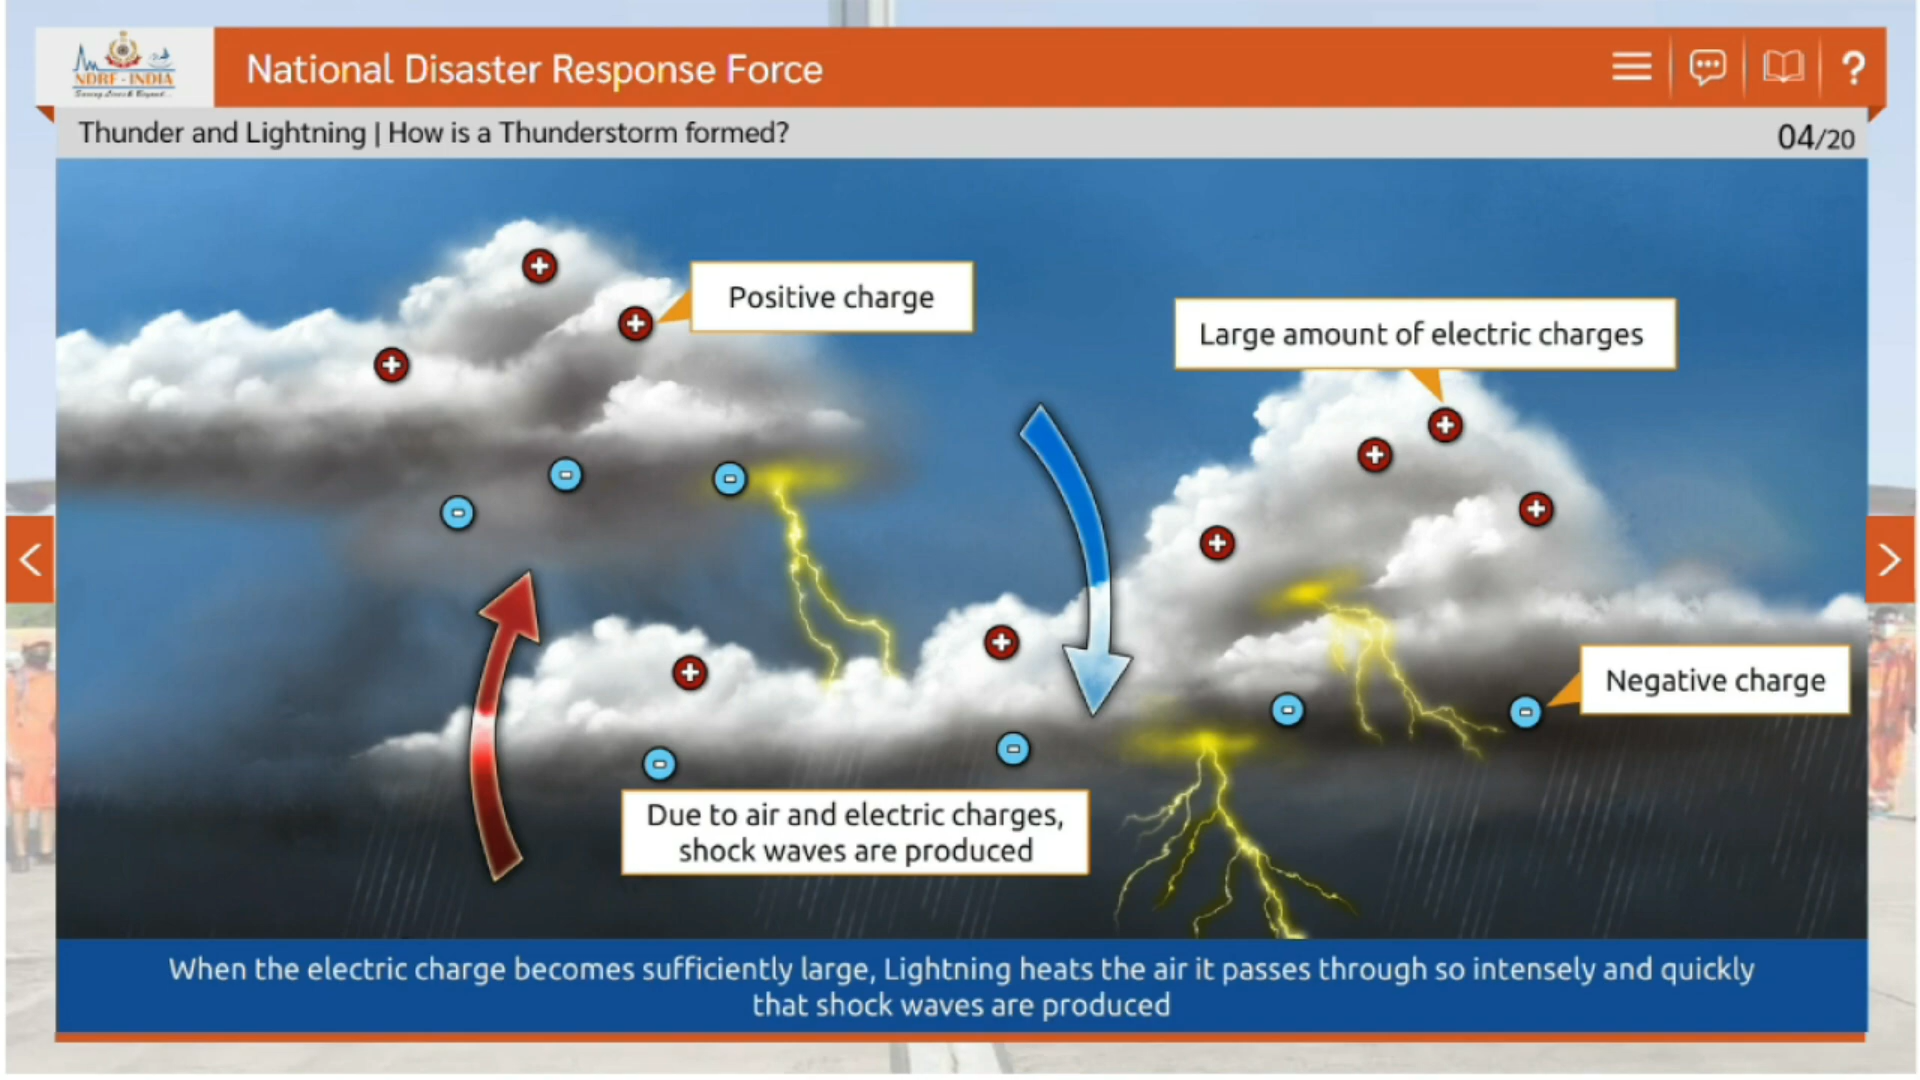 NDRF - INDIA
Saving Lives & Beyond...
National Disaster Response Force
?
Thunder and Lightning | How is a Thunderstorm formed?
04/20
Positive charge
Large amount of electric charges
Negative charge
Due to air and electric charges,
shock waves are produced
When the electric charge becomes sufficiently large, Lightning heats the air it passes through so intensely and quickly
that shock waves are produced